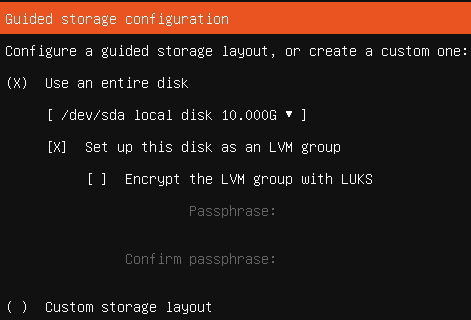 Guided storage configuration
Configure a guided storage layout, or create a custom one:
(X) Use an entire disk
[ /dev/sda local disk 10.000G ▾ ]
[X] Set up this disk as an LVM group
[ ] Encrypt the LVM group with LUKS
Passphrase:
Confirm passphrase:
( ) Custom storage layout